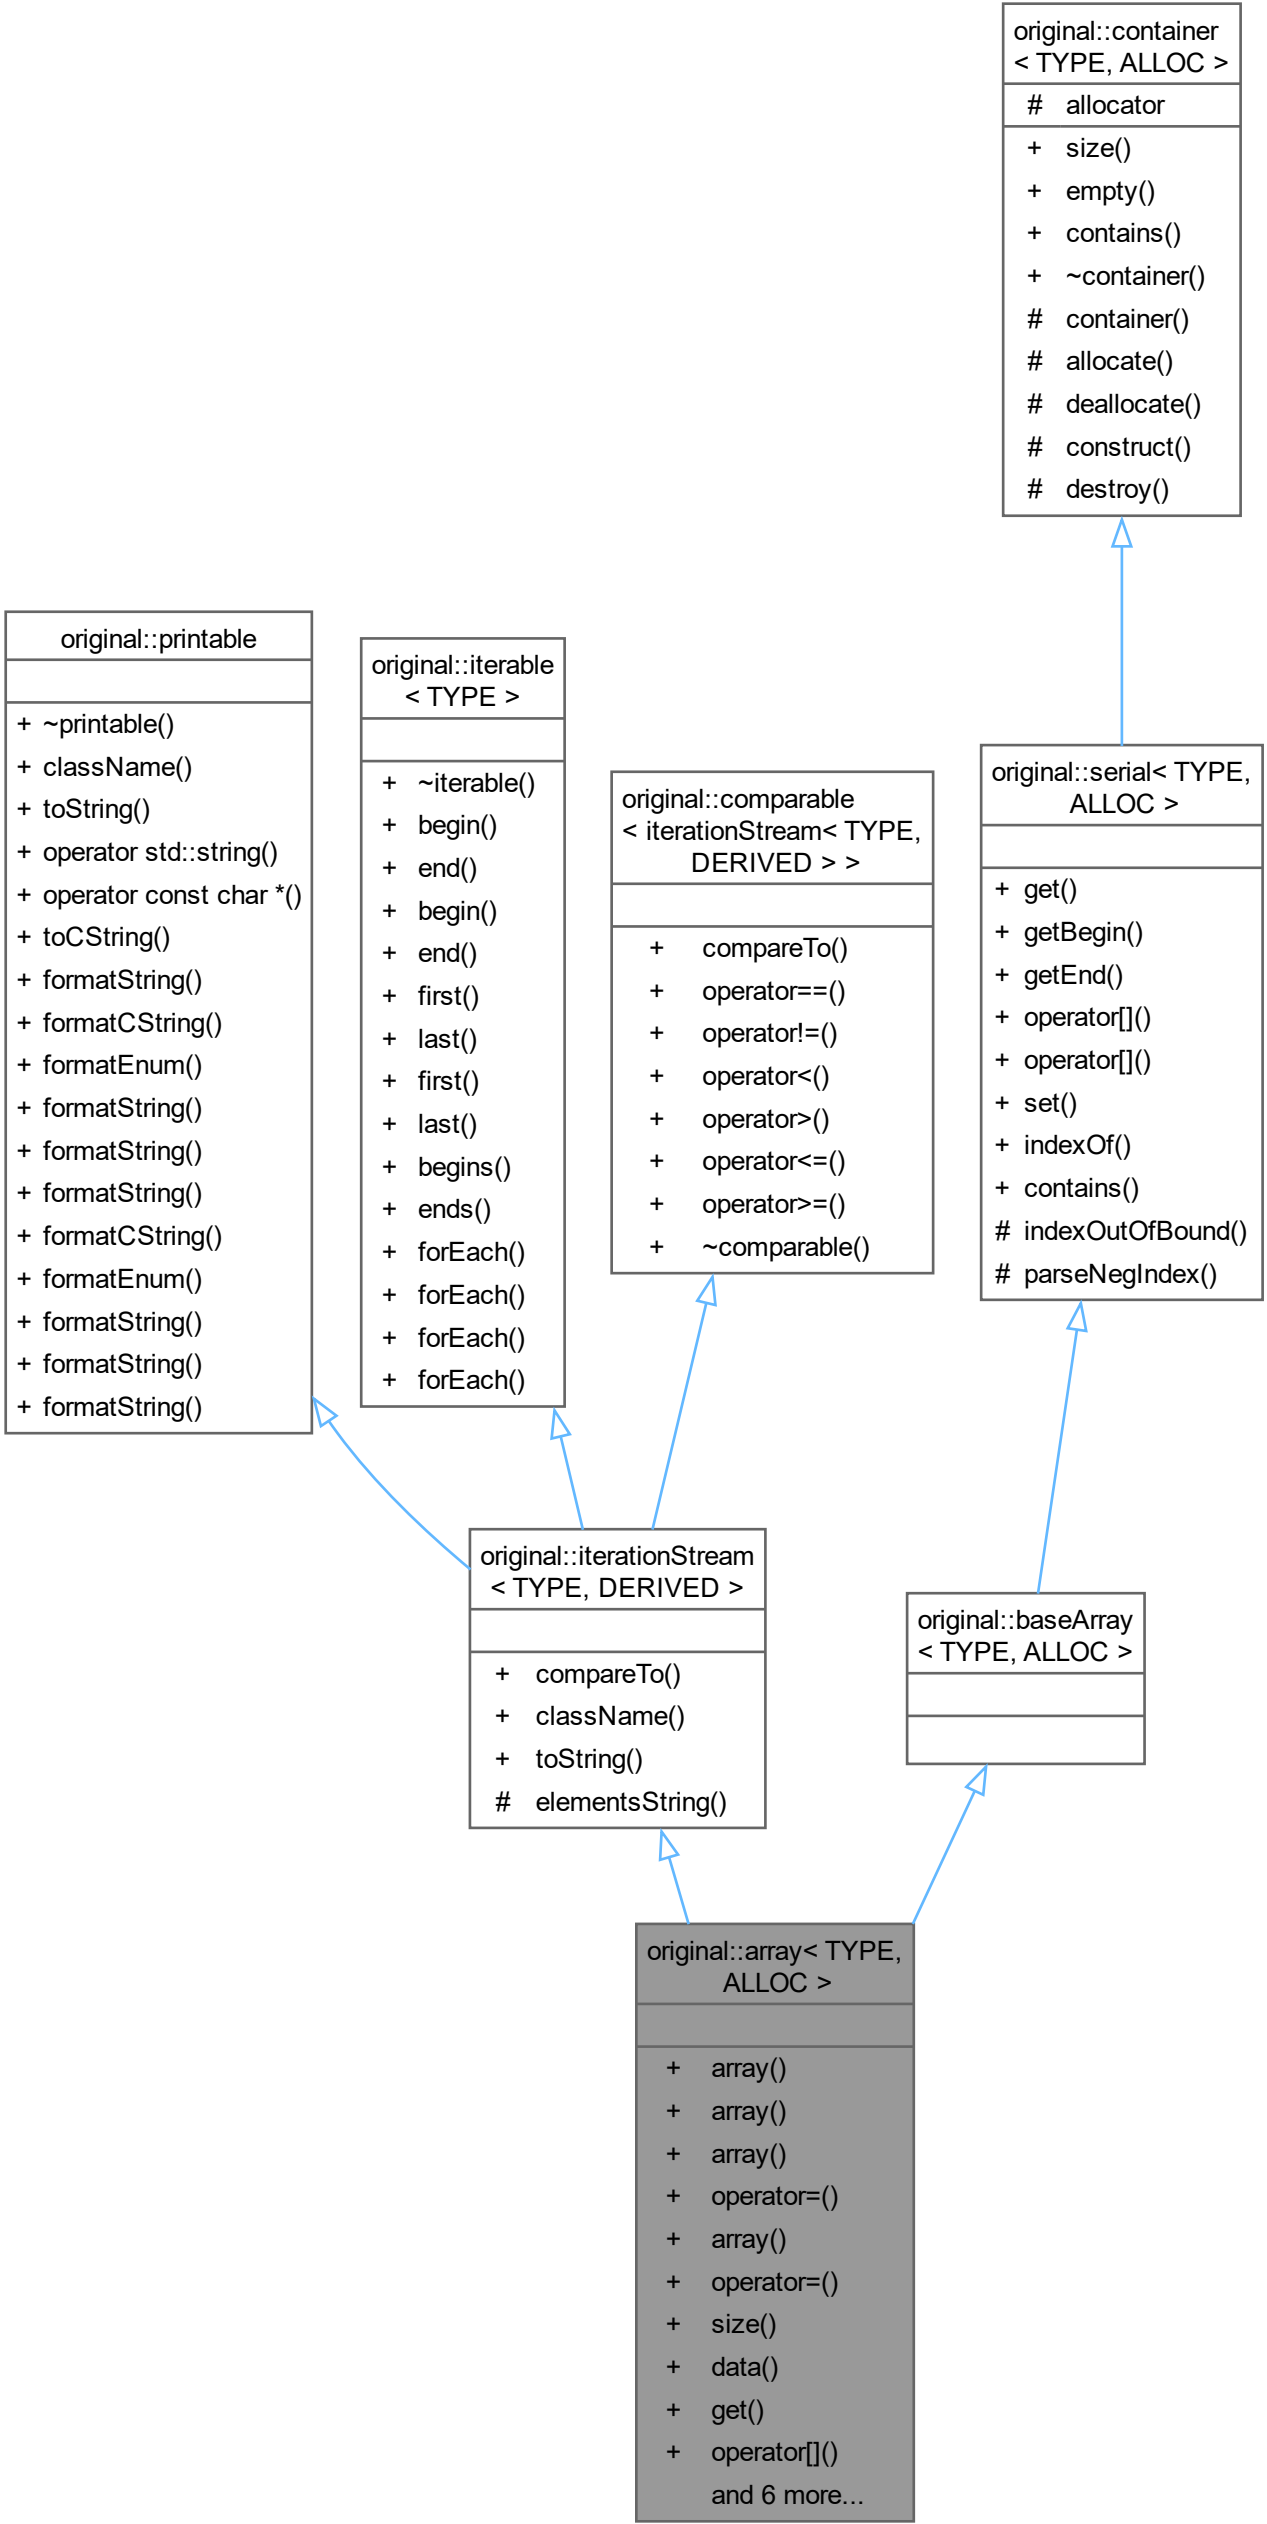 original::container
< TYPE, ALLOC >
# allocator
+ size()
+ empty()
+ contains()
+ ~container()
# container()
# allocate()
# deallocate()
# construct()
# destroy()
original::printable
+ ~printable()
+ className()
+ toString()
+ operator std::string()
+ operator const char *()
+ toCString()
+ formatString()
+ formatCString()
+ formatEnum()
+ formatString()
+ formatString()
+ formatString()
+ formatCString()
+ formatEnum()
+ formatString()
+ formatString()
+ formatString()
original::iterable
< TYPE >
+ ~iterable()
+ begin()
+ end()
+ begin()
+ end()
+ first()
+ last()
+ first()
+ last()
+ begins()
+ ends()
+ forEach()
+ forEach()
+ forEach()
+ forEach()
original::comparable
< iterationStream< TYPE,
DERIVED > >
+ compareTo()
+ operator==()
+ operator!=()
+ operator<()
+ operator>()
+ operator<=()
+ operator>=()
+ ~comparable()
original::serial< TYPE,
ALLOC >
+ get()
+ getBegin()
+ getEnd()
+ operator[]()
+ operator[]()
+ set()
+ indexOf()
+ contains()
# indexOutOfBound()
# parseNegIndex()
original::iterationStream
< TYPE, DERIVED >
+ compareTo()
+ className()
+ toString()
# elementsString()
original::baseArray
< TYPE, ALLOC >
original::array< TYPE,
ALLOC >
+ array()
+ array()
+ array()
+ operator=()
+ array()
+ operator=()
+ size()
+ data()
+ get()
+ operator[]()
and 6 more...